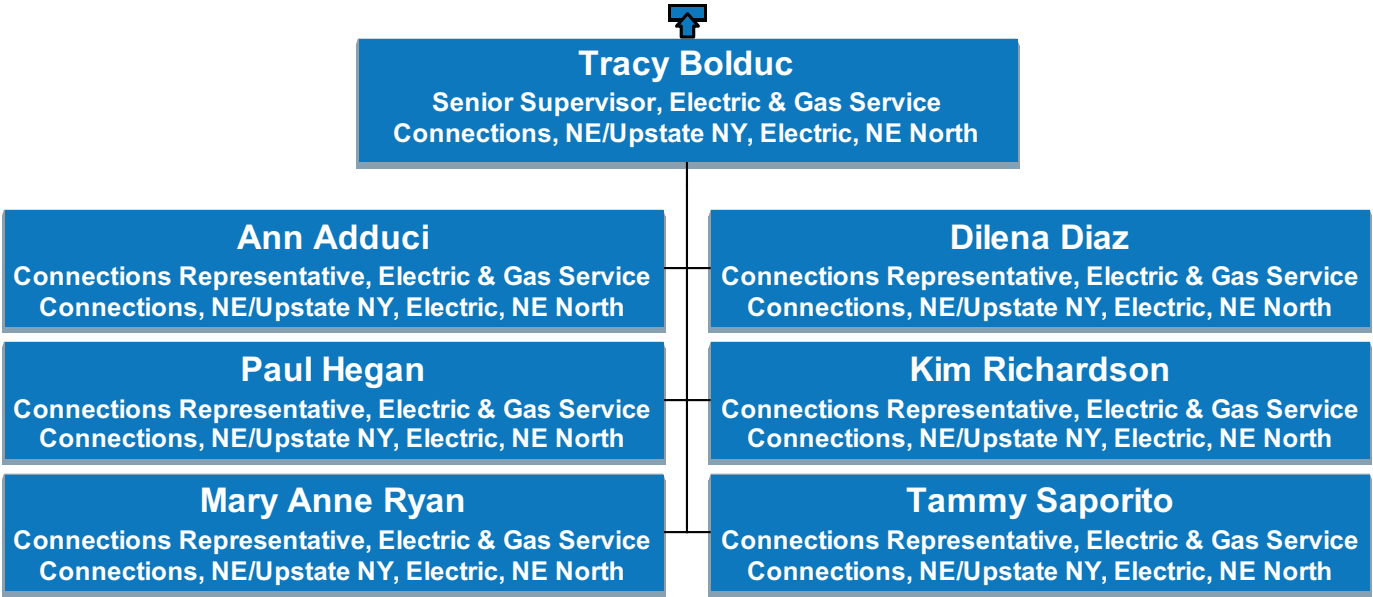 Tracy Bolduc
Senior Supervisor, Electric & Gas Service
Connections, NE/Upstate NY, Electric, NE North
Ann Adduci
Connections Representative, Electric & Gas Service
Connections, NE/Upstate NY, Electric, NE North
Dilena Diaz
Connections Representative, Electric & Gas Service
Connections, NE/Upstate NY, Electric, NE North
Paul Hegan
Connections Representative, Electric & Gas Service
Connections, NE/Upstate NY, Electric, NE North
Kim Richardson
Connections Representative, Electric & Gas Service
Connections, NE/Upstate NY, Electric, NE North
Mary Anne Ryan
Connections Representative, Electric & Gas Service
Connections, NE/Upstate NY, Electric, NE North
Tammy Saporito
Connections Representative, Electric & Gas Service
Connections, NE/Upstate NY, Electric, NE North